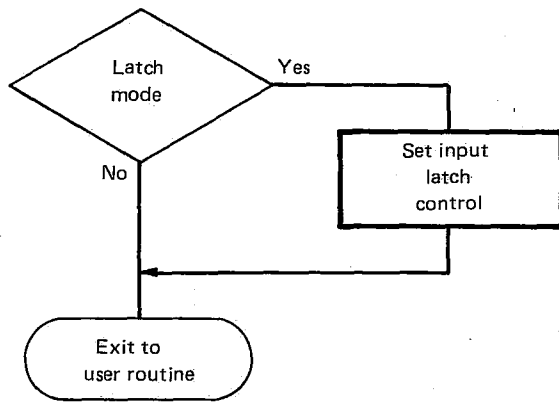 Latch
mode
Yes
Set input
latch
control
No
Exit to
user routine